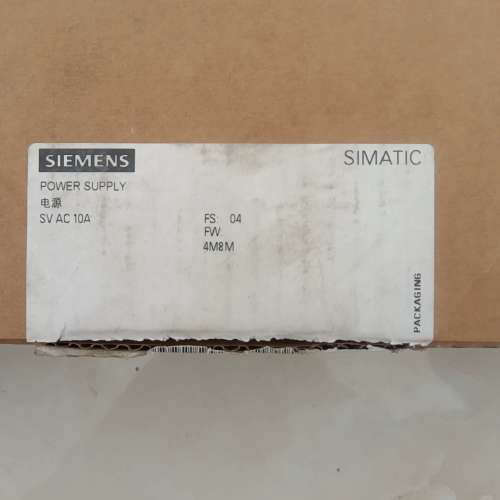 SIEMENS
SIMATIC
POWER SUPPLY
电源
SV AC 10A
FS: 04
FW:
4M8M
PACKAGING